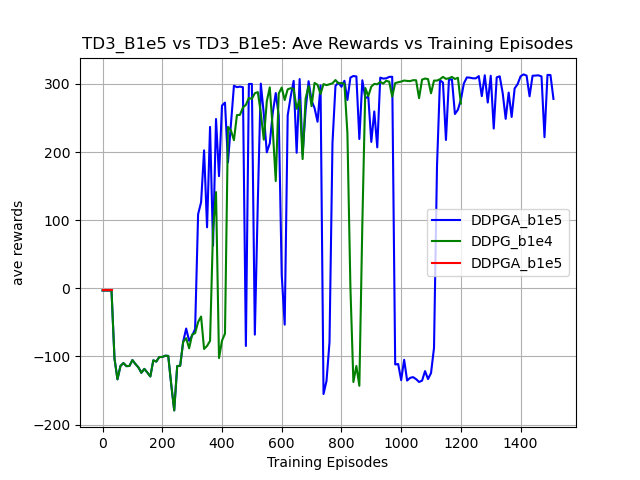 TD3_B1e5 vs TD3_B1e5: Ave Rewards vs Training Episodes
300
200
100
0
−100
−200
ave rewards
DDPGA_b1e5
DDPG_b1e4
DDPGA_b1e5
0 200 400 600 800 1000 1200 1400
Training Episodes